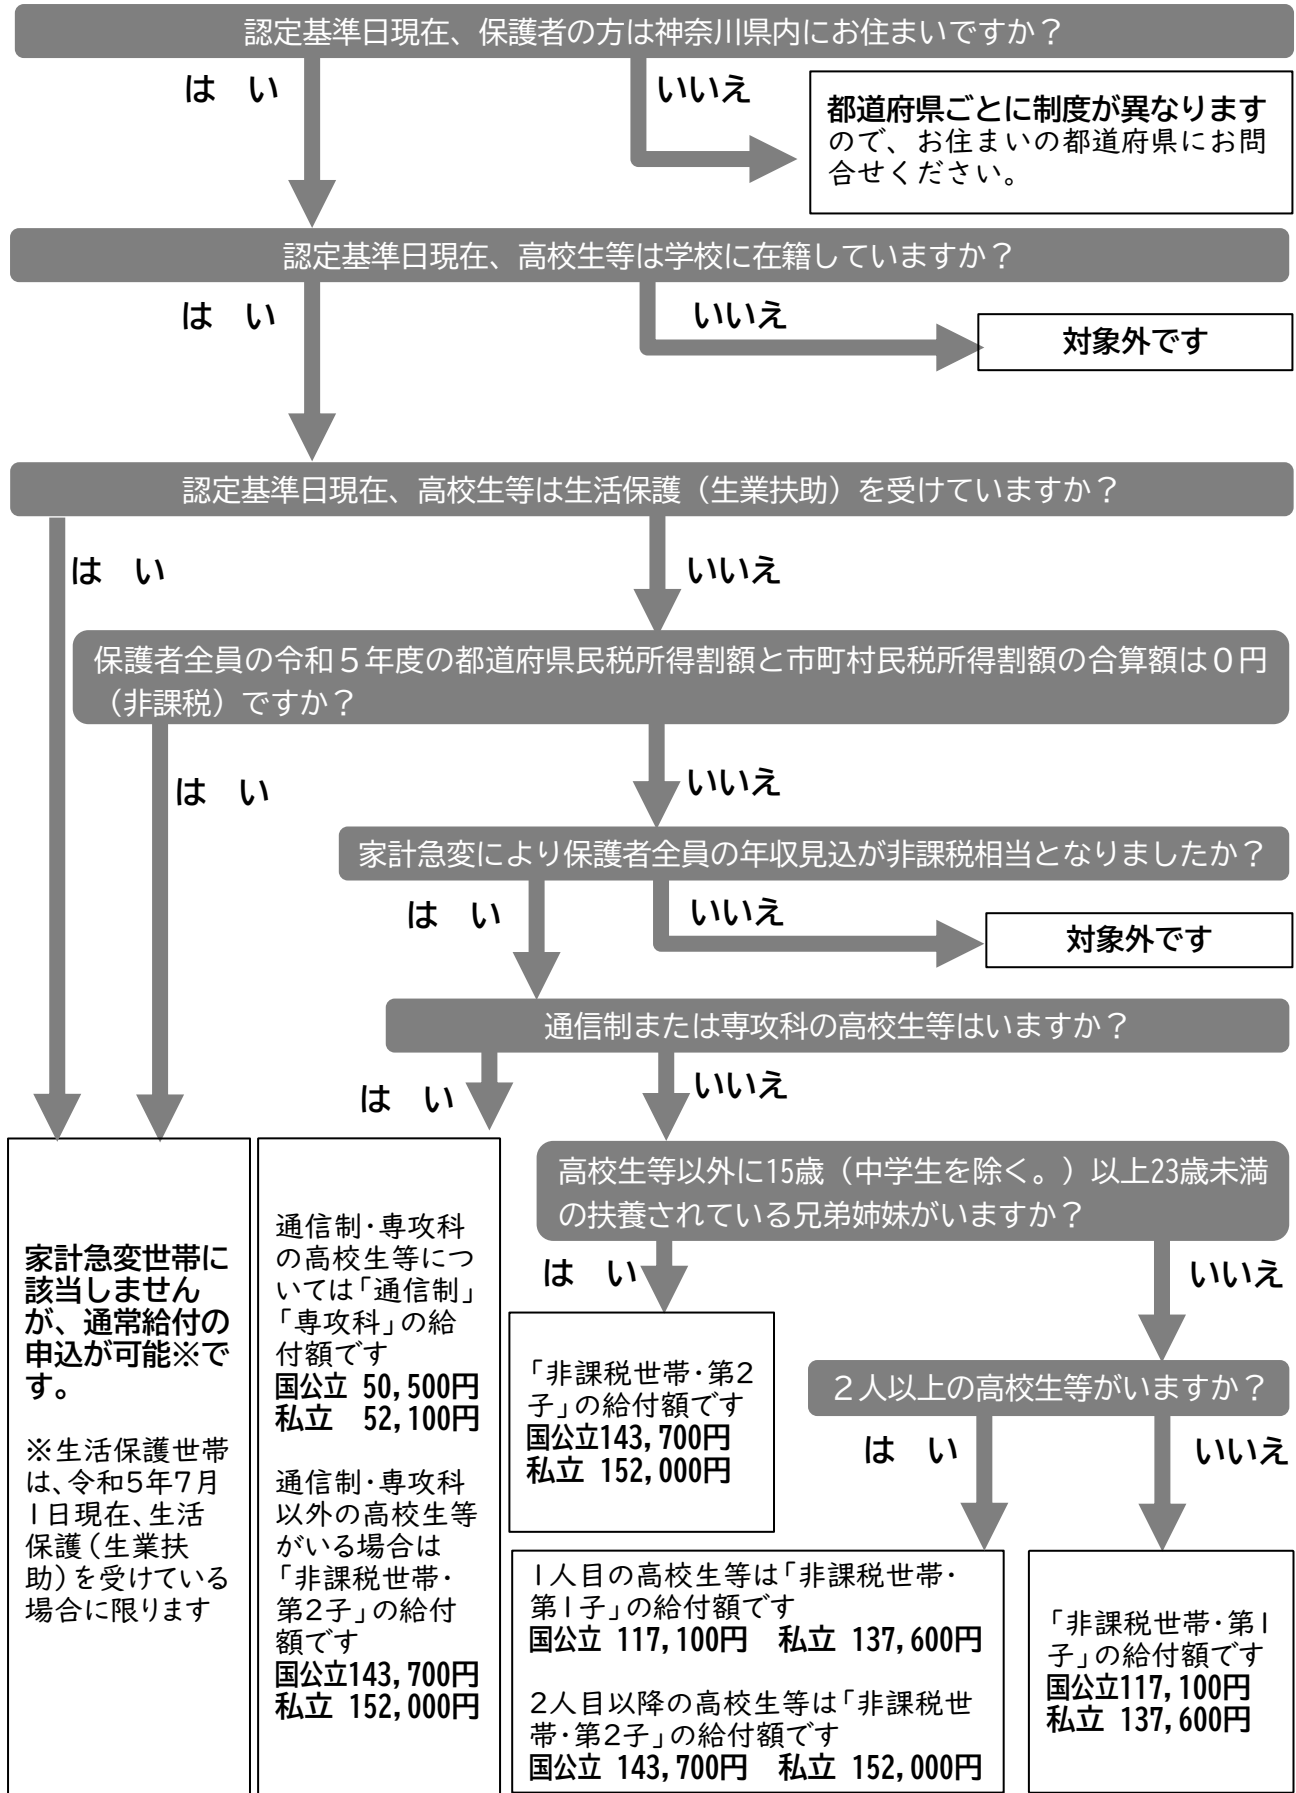 認定基準日現在、保護者の方は神奈川県内にお住まいですか？
は　い
いいえ
都道府県ごとに制度が異なります
ので、お住まいの都道府県にお問
合せください。
認定基準日現在、高校生等は学校に在籍していますか？
は　い
いいえ
対象外です
認定基準日現在、高校生等は生活保護（生業扶助）を受けていますか？
は　い
いいえ
保護者全員の令和５年度の都道府県民税所得割額と市町村民税所得割額の合算額は０円
（非課税）ですか？
は　い
いいえ
家計急変により保護者全員の年収見込が非課税相当となりましたか？
は　い
いいえ
対象外です
通信制または専攻科の高校生等はいますか？
は　い
いいえ
家計急変世帯に
該当しません
が、通常給付の
申込が可能※で
す。
※生活保護世帯
は、令和5年7月
1日現在、生活
保護（生業扶
助）を受けている
場合に限ります
通信制・専攻科
の高校生等につ
いては「通信制」
「専攻科」の給
付額です
国公立 50,500円
私立　52,100円
通信制・専攻科
以外の高校生等
がいる場合は
「非課税世帯・
第2子」の給付
額です
国公立143,700円
私立 152,000円
高校生等以外に15歳（中学生を除く。）以上23歳未満
の扶養されている兄弟姉妹がいますか？
は　い
いいえ
「非課税世帯・第2
子」の給付額です
国公立143,700円
私立 152,000円
２人以上の高校生等がいますか？
は　い
いいえ
1人目の高校生等は「非課税世帯・
第1子」の給付額です
国公立 117,100円　私立 137,600円
2人目以降の高校生等は「非課税世
帯・第2子」の給付額です
国公立 143,700円　私立 152,000円
「非課税世帯・第1
子」の給付額です
国公立117,100円
私立 137,600円